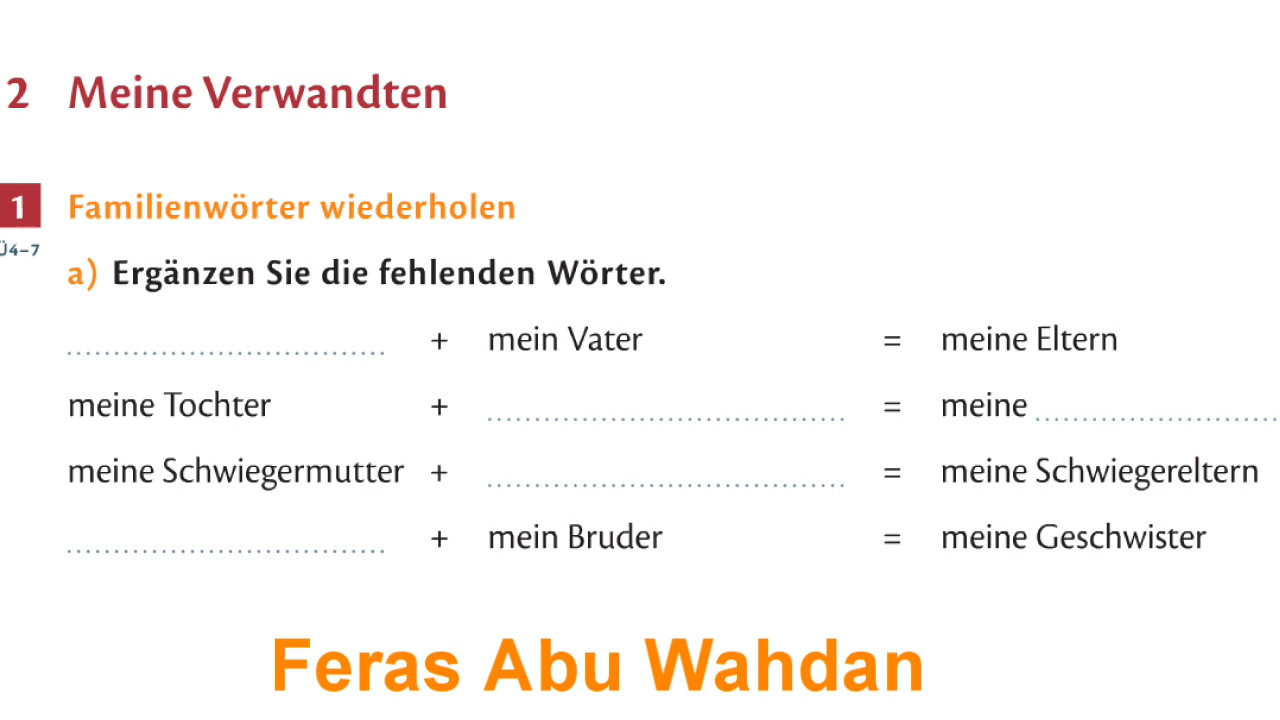 2 Meine Verwandten
1 Familienwörter wiederholen
Ü4–7
a) Ergänzen Sie die fehlenden Wörter.
................................... + mein Vater = meine Eltern
meine Tochter + ....................................... = meine ...........................
meine Schwiegermutter + ....................................... = meine Schwiegereltern
................................... + mein Bruder = meine Geschwister
Feras Abu Wahdan